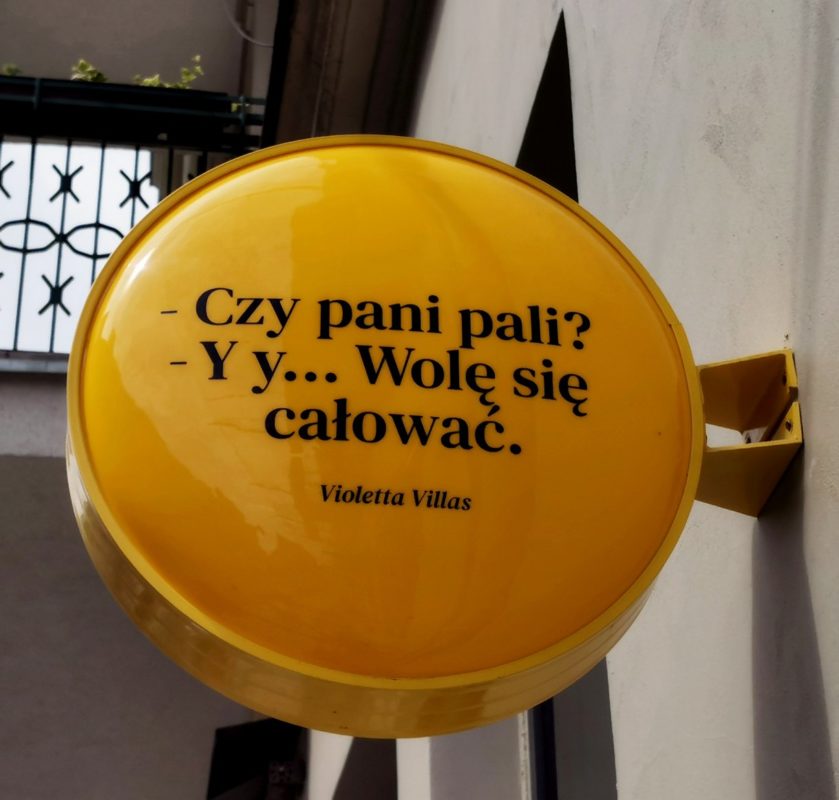 - Czy pani pali?
- Y y... Wolę się
całować.
Violetta Villas